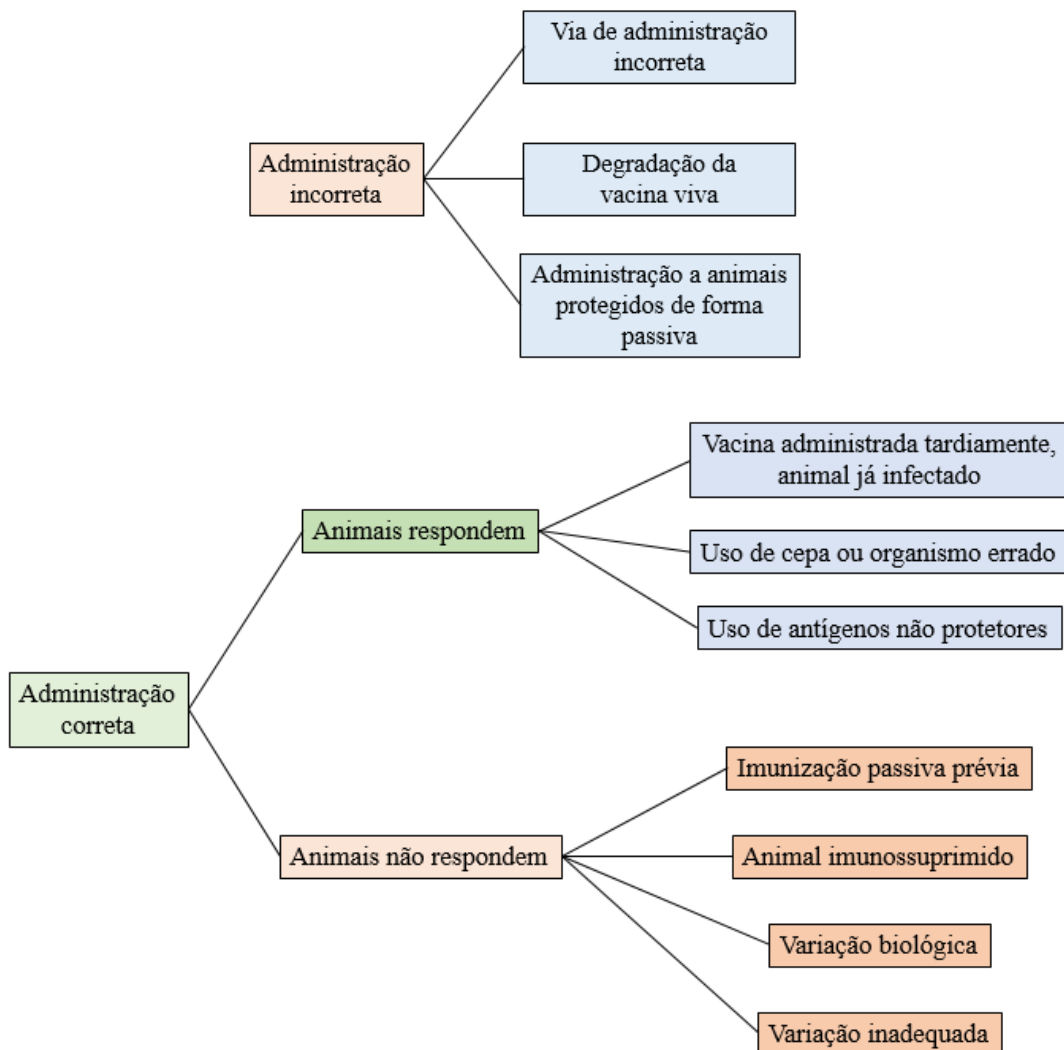 Via de administração
incorreta
Administração
incorreta
Degradação da
vacina viva
Administração a animais
protegidos de forma
passiva
Vacina administrada tardiamente,
animal já infectado
Animais respondem
Uso de cepa ou organismo errado
Uso de antígenos não protetores
Administração
correta
Imunização passiva prévia
Animais não respondem
Animal imunossuprimido
Variação biológica
Variação inadequada